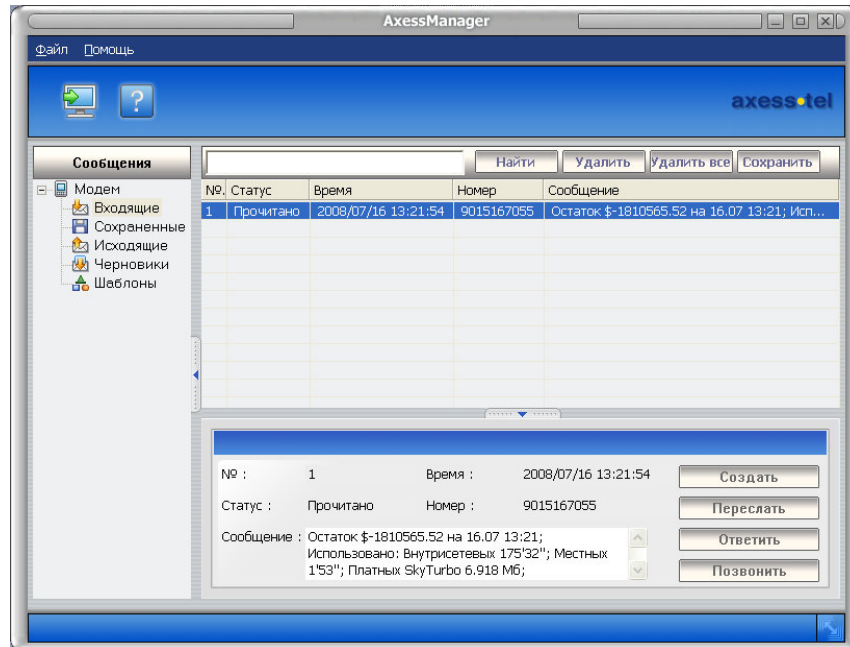 AxessManager
Файл Помощь
?
axess•tel
Сообщения
Найти Удалить Удалить все Сохранить
Модем
Входящие
Сохраненные
Исходящие
Черновики
Шаблоны
№. Статус Время Номер Сообщение
1 Прочитано 2008/07/16 13:21:54 9015167055 Остаток $-1810565.52 на 16.07 13:21; Исп...
№ : 1 Время : 2008/07/16 13:21:54
Статус : Прочитано Номер : 9015167055
Сообщение : Остаток $-1810565.52 на 16.07 13:21;
Использовано: Внутрисетевых 175'32"; Местных
1'53"; Платных SkyTurbo 6.918 Мб;
Создать
Переслать
Ответить
Позвонить